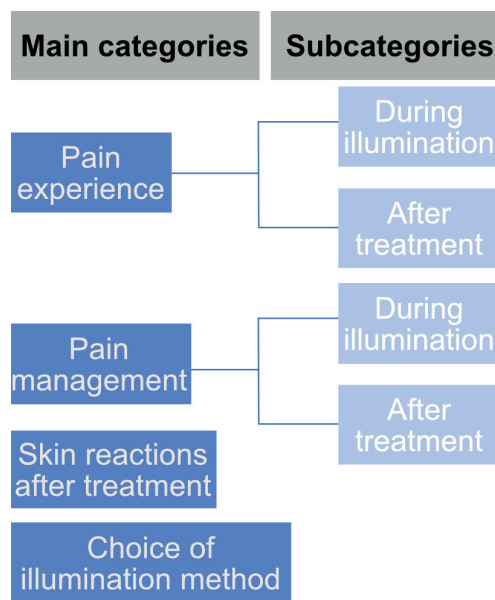 Main categories
Subcategories
Pain
experience
During
illumination
After
treatment
Pain
management
During
illumination
After
treatment
Skin reactions
after treatment
Choice of
illumination method